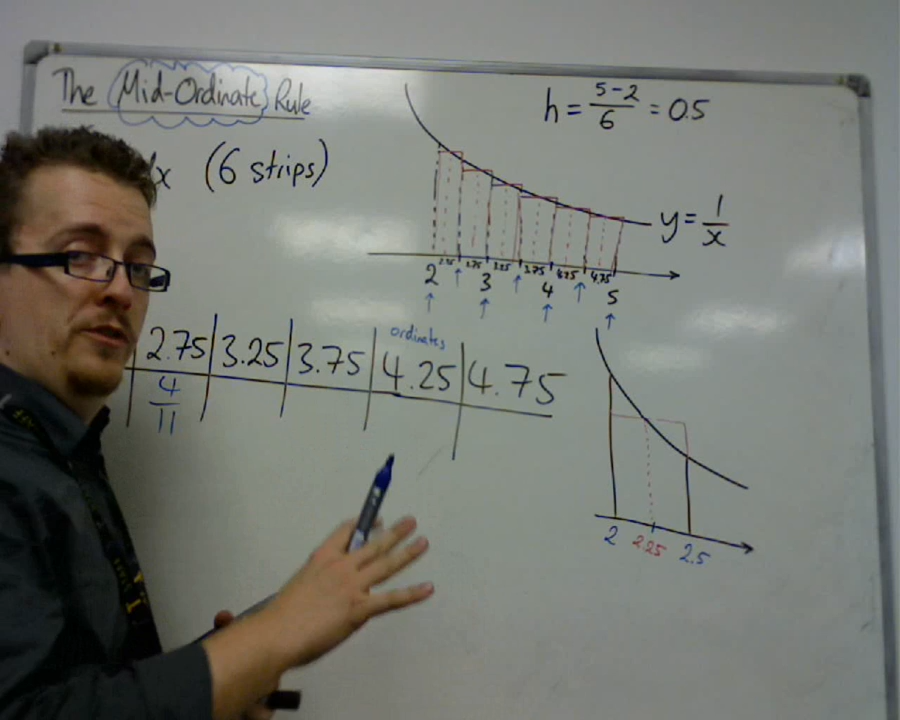 The Mid-Ordinate Rule
h = 5-2 / 6 = 0.5
dx (6 strips)
y = 1/x
2.75 3.25 3.75 4.25 4.75
2 3 4 5
ordinates
2.75 3.25 3.75 4.25 4.75
4/11
2 2.25 2.5